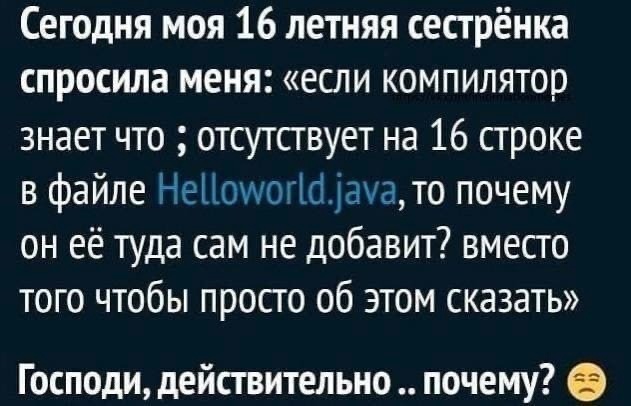 Сегодня моя 16 летняя сестрёнка
спросила меня: «если компилятор
знает что ; отсутствует на 16 строке
в файле Helloworld.java, то почему
он её туда сам не добавит? вместо
того чтобы просто об этом сказать»
Господи, действительно .. почему? 😒